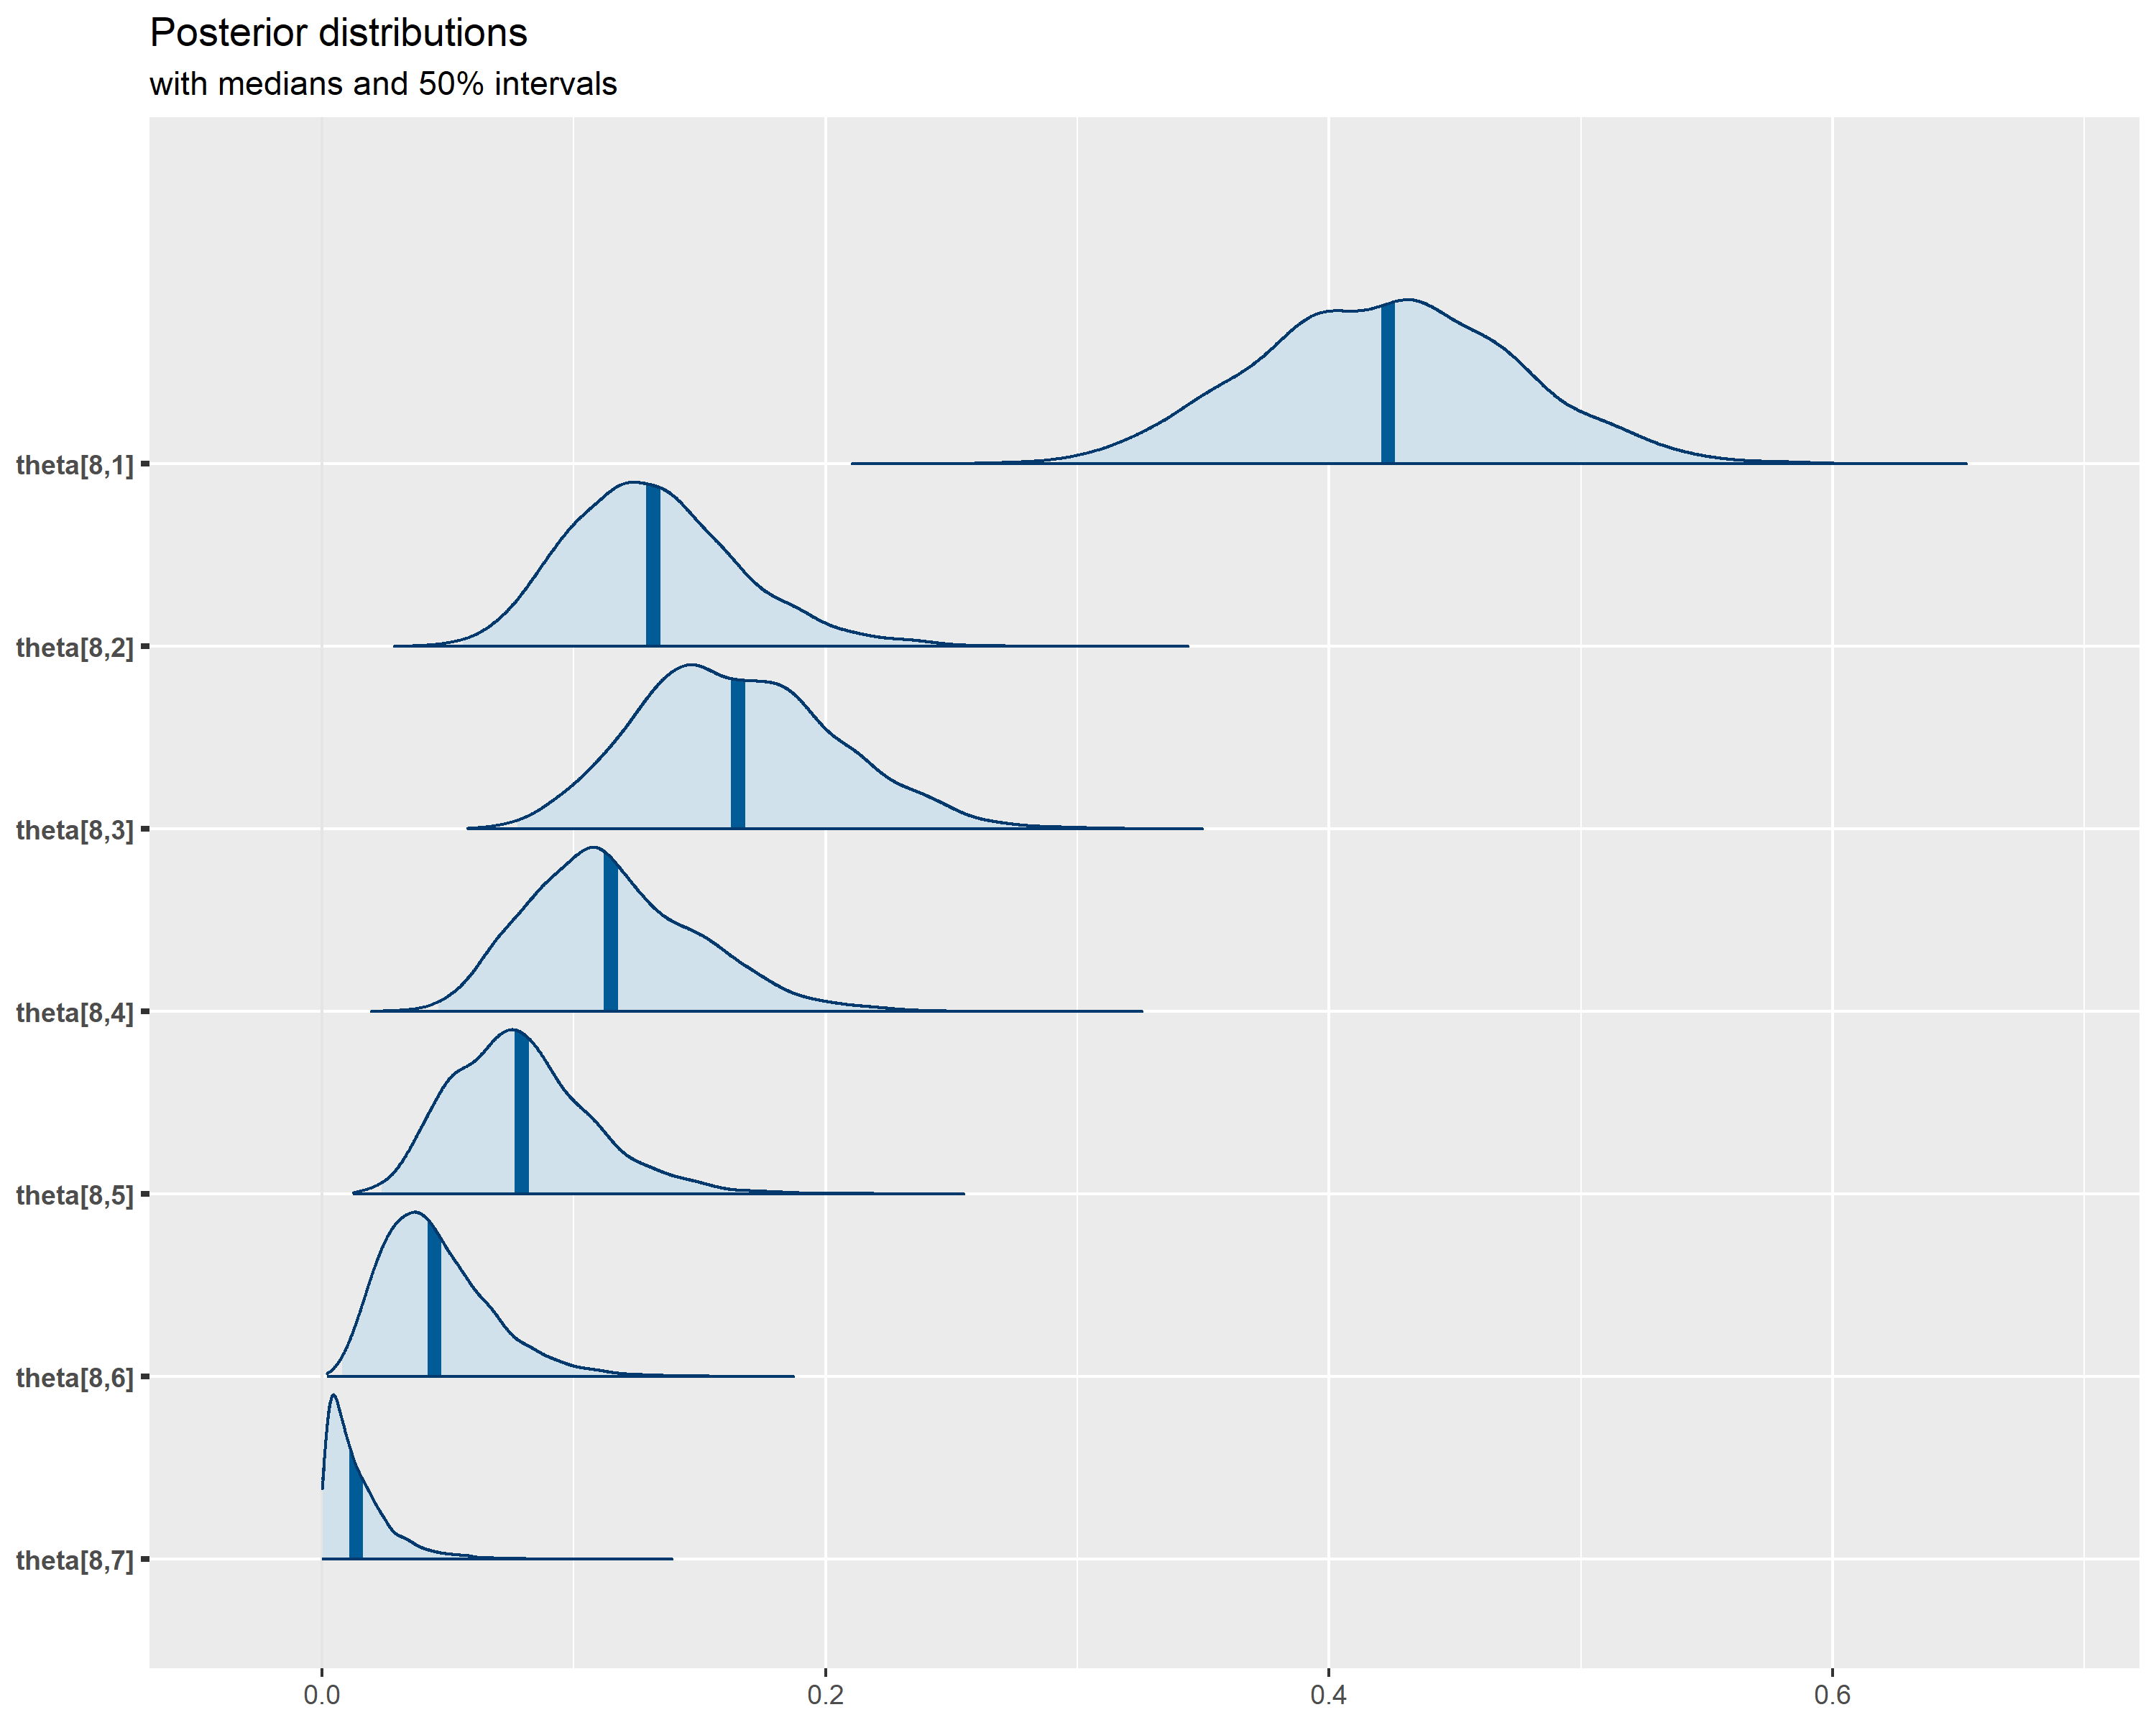 Posterior distributions
with medians and 50% intervals
theta[8,1]
theta[8,2]
theta[8,3]
theta[8,4]
theta[8,5]
theta[8,6]
theta[8,7]
0.0 0.2 0.4 0.6